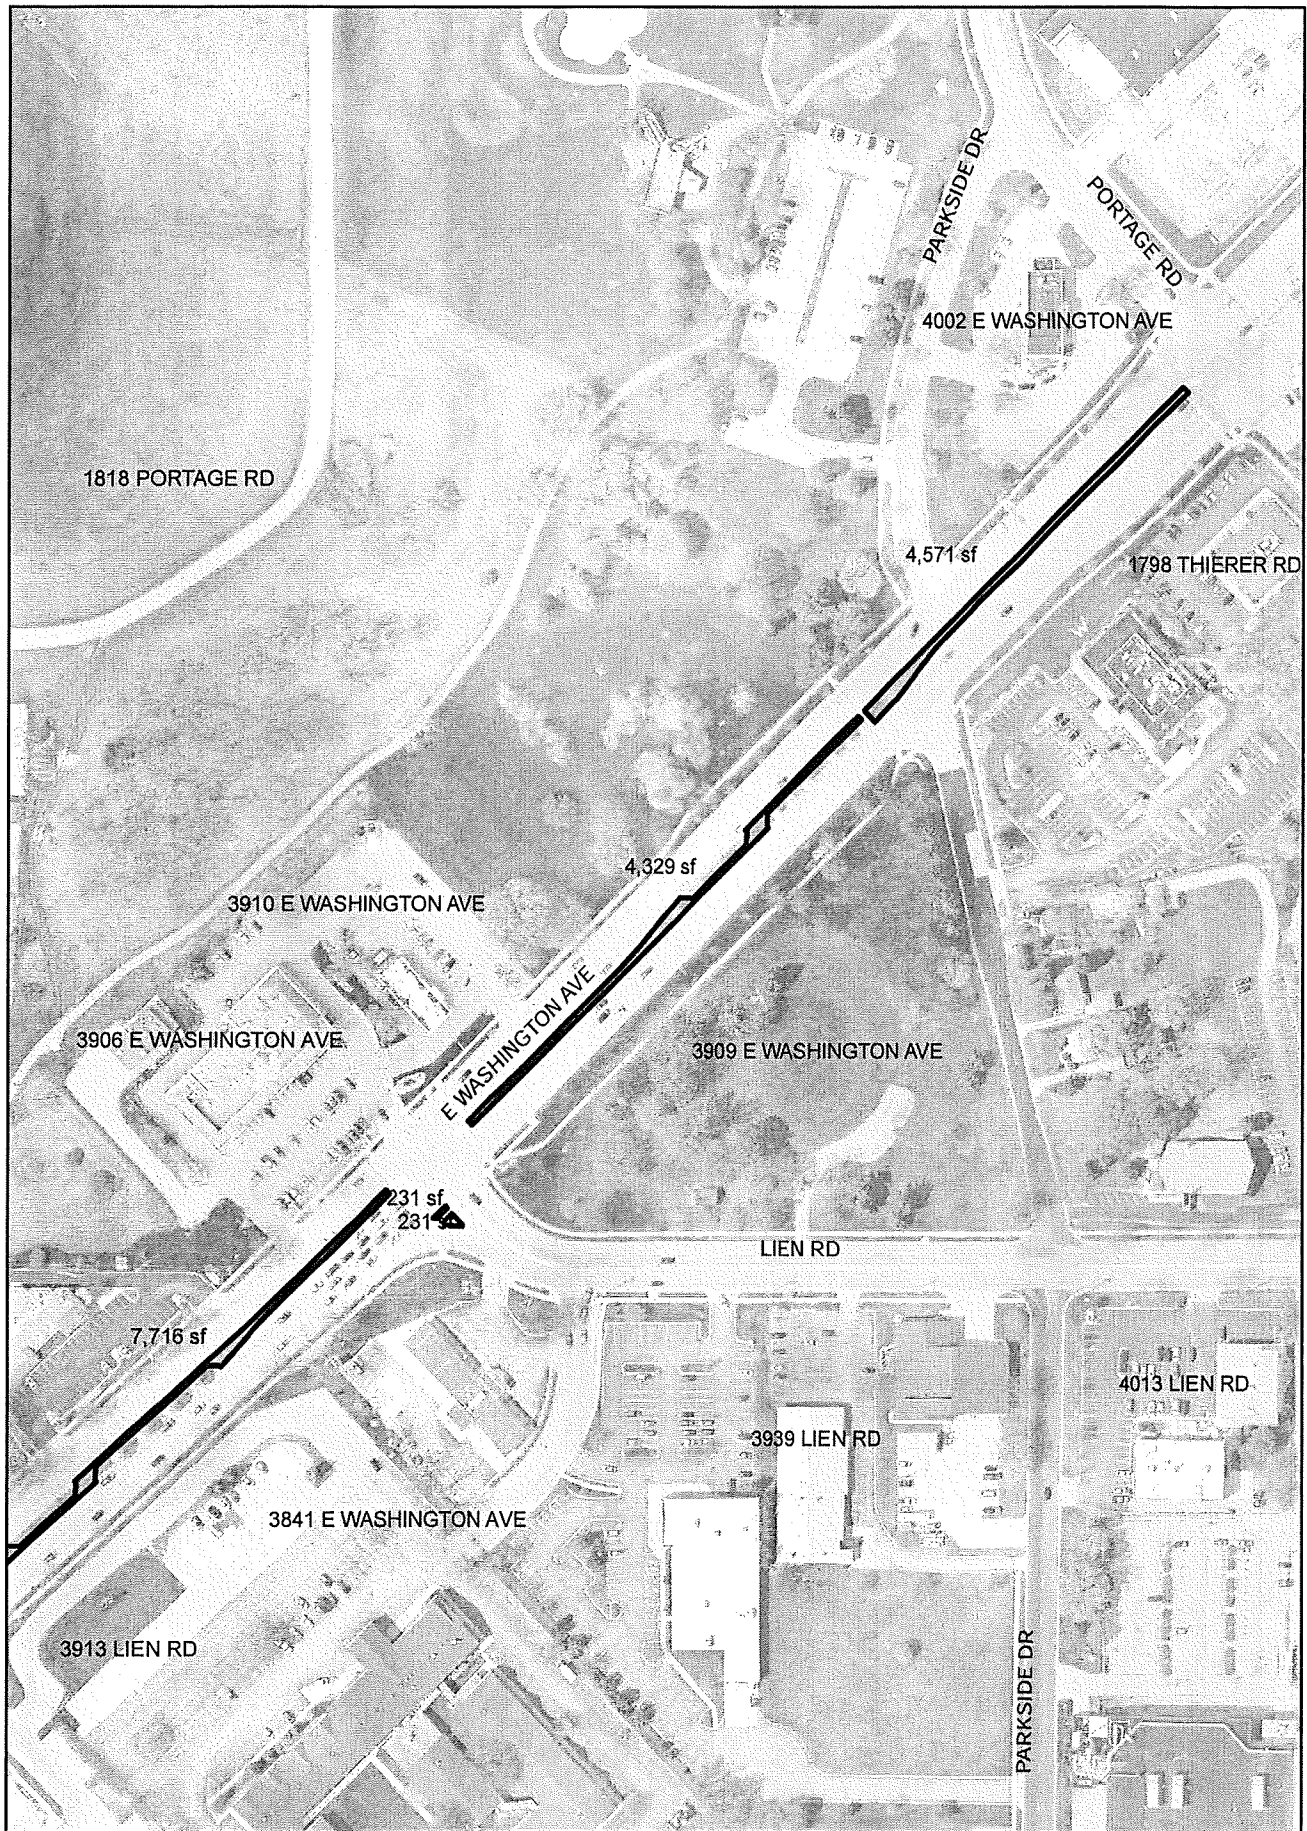 PARKSIDE DR
PORTAGE RD
4002 E WASHINGTON AVE
1818 PORTAGE RD
4,571 sf
1798 THIERER RD
4,329 sf
3910 E WASHINGTON AVE
E WASHINGTON AVE
3906 E WASHINGTON AVE
3909 E WASHINGTON AVE
231 sf
231 sf
LIEN RD
7,716 sf
4013 LIEN RD
3939 LIEN RD
3841 E WASHINGTON AVE
3913 LIEN RD
PARKSIDE DR